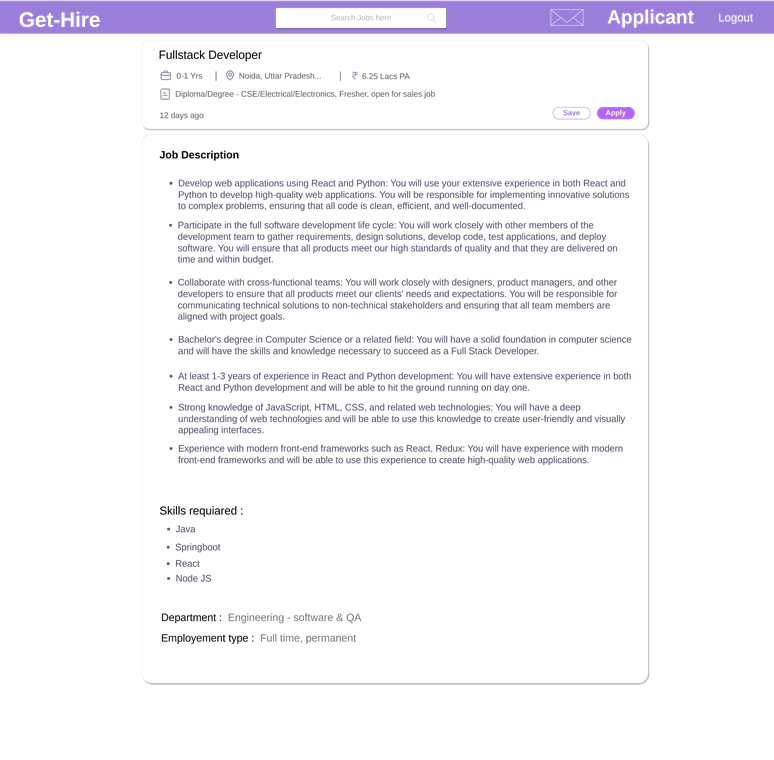 Get-Hire
Search Jobs here
Applicant
Logout
Fullstack Developer
0-1 Yrs | Noida, Uttar Pradesh... | ₹ 6.25 Lacs PA
Diploma/Degree - CSE/Electrical/Electronics, Fresher, open for sales job
12 days ago
Save
Apply
Job Description
• Develop web applications using React and Python: You will use your extensive experience in both React and
Python to develop high-quality web applications. You will be responsible for implementing innovative solutions
to complex problems, ensuring that all code is clean, efficient, and well-documented.
• Participate in the full software development life cycle: You will work closely with other members of the
development team to gather requirements, design solutions, develop code, test applications, and deploy
software. You will ensure that all products meet our high standards of quality and that they are delivered on
time and within budget.
• Collaborate with cross-functional teams: You will work closely with designers, product managers, and other
developers to ensure that all products meet our clients' needs and expectations. You will be responsible for
communicating technical solutions to non-technical stakeholders and ensuring that all team members are
aligned with project goals.
• Bachelor's degree in Computer Science or a related field: You will have a solid foundation in computer science
and will have the skills and knowledge necessary to succeed as a Full Stack Developer.
• At least 1-3 years of experience in React and Python development: You will have extensive experience in both
React and Python development and will be able to hit the ground running on day one.
• Strong knowledge of JavaScript, HTML, CSS, and related web technologies: You will have a deep
understanding of web technologies and will be able to use this knowledge to create user-friendly and visually
appealing interfaces.
• Experience with modern front-end frameworks such as React, Redux: You will have experience with modern
front-end frameworks and will be able to use this experience to create high-quality web applications.
Skills requiared :
• Java
• Springboot
• React
• Node JS
Department : Engineering - software & QA
Employement type : Full time, permanent